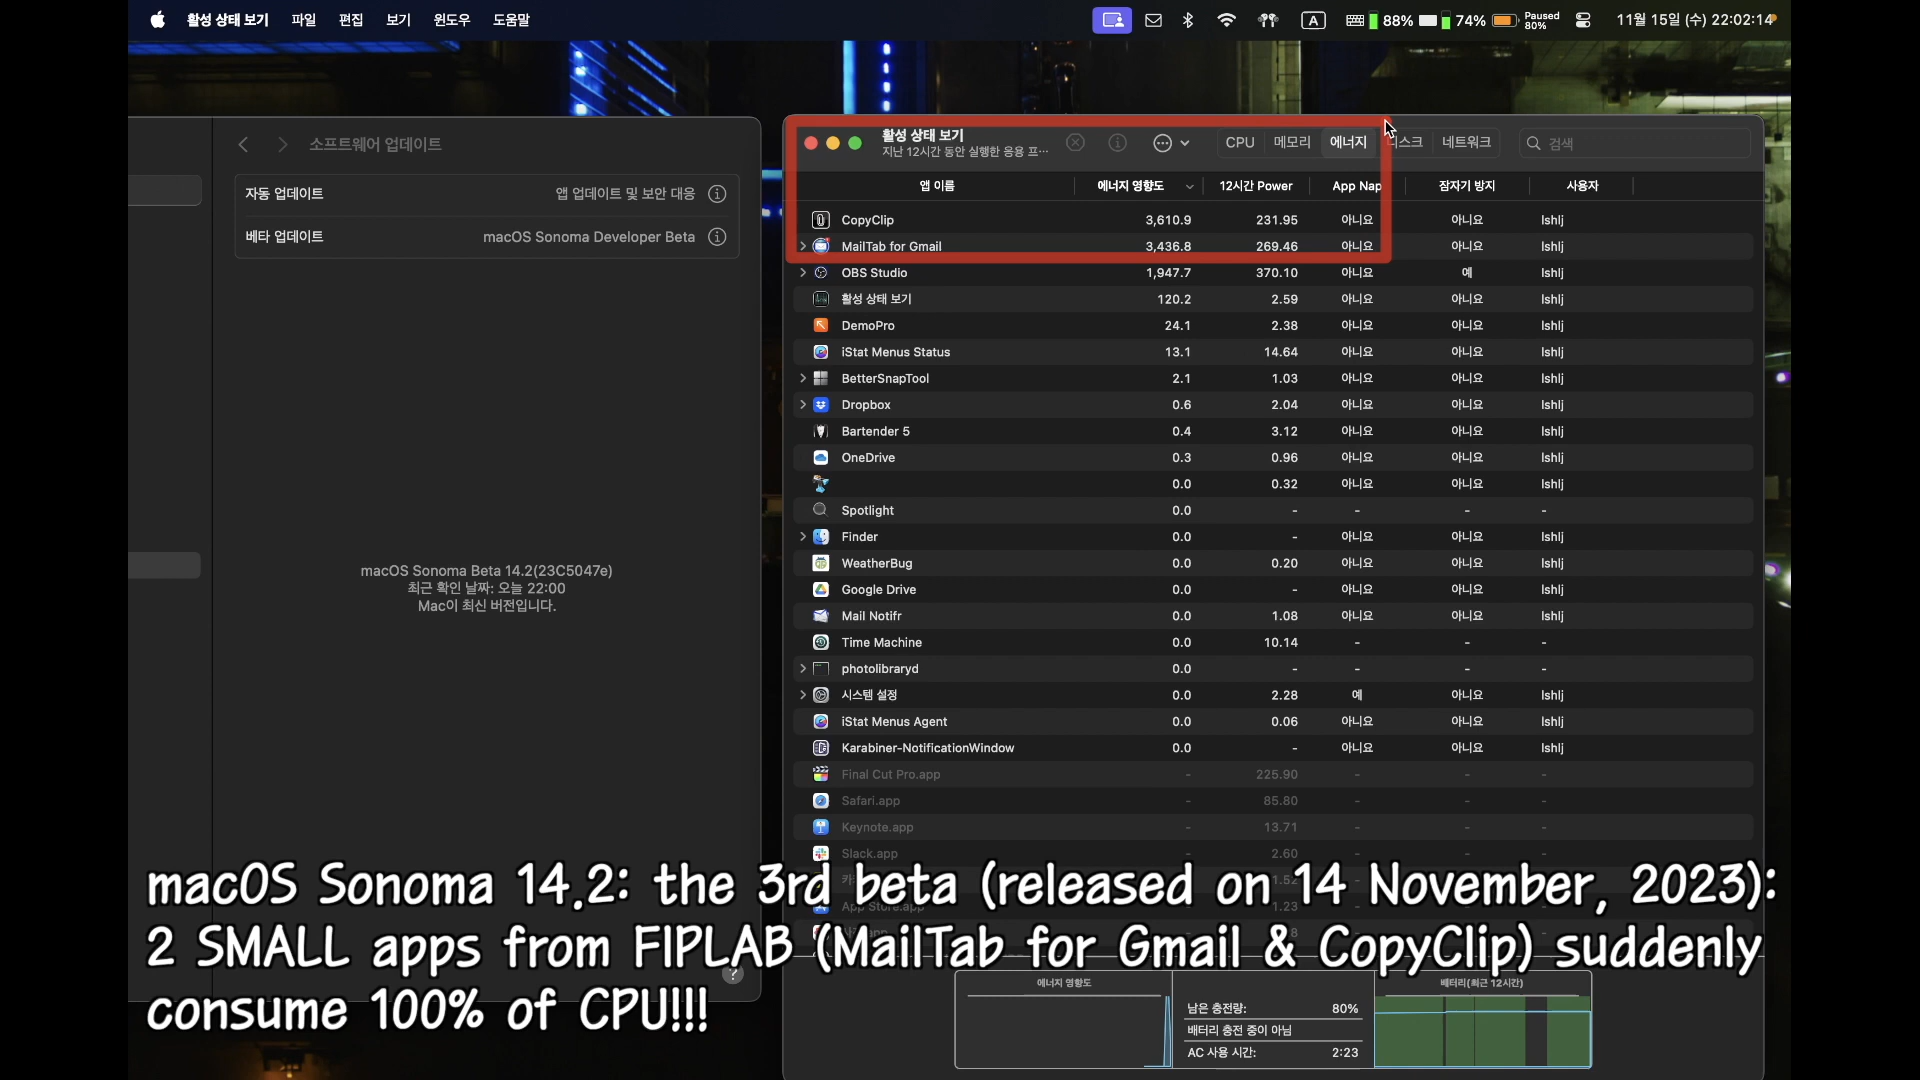 활성 상태 보기 파일 편집 보기 윈도우 도움말
A 88% 74% Paused 80% 11월 15일 (수) 22:02:14
소프트웨어 업데이트
자동 업데이트 앱 업데이트 및 보안 대응
베타 업데이트 macOS Sonoma Developer Beta
macOS Sonoma Beta 14.2(23C5047e)
최근 확인 날짜: 오늘 22:00
Mac이 최신 버전입니다.
?
활성 상태 보기
지난 12시간 동안 실행한 응용 프…
CPU 메모리 에너지 디스크 네트워크 검색
앱 이름 에너지 영향도 12시간 Power App Nap 잠자기 방지 사용자
CopyClip 3,610.9 231.95 아니요 아니요 lshlj
MailTab for Gmail 3,436.8 269.46 아니요 아니요 lshlj
OBS Studio 1,947.7 370.10 아니요 예 lshlj
활성 상태 보기 120.2 2.59 아니요 아니요 lshlj
DemoPro 24.1 2.38 아니요 아니요 lshlj
iStat Menus Status 13.1 14.64 아니요 아니요 lshlj
BetterSnapTool 2.1 1.03 아니요 아니요 lshlj
Dropbox 0.6 2.04 아니요 아니요 lshlj
Bartender 5 0.4 3.12 아니요 아니요 lshlj
OneDrive 0.3 0.96 아니요 아니요 lshlj
0.0 0.32 아니요 아니요 lshlj
Spotlight 0.0 - - - -
Finder 0.0 - 아니요 아니요 lshlj
WeatherBug 0.0 0.20 아니요 아니요 lshlj
Google Drive 0.0 - 아니요 아니요 lshlj
Mail Notifr 0.0 1.08 아니요 아니요 lshlj
Time Machine 0.0 10.14 - - -
photolibraryd 0.0 - - - -
시스템 설정 0.0 2.28 예 아니요 lshlj
iStat Menus Agent 0.0 0.06 아니요 아니요 lshlj
Karabiner-NotificationWindow 0.0 - 아니요 아니요 lshlj
Final Cut Pro.app - 225.90 - - -
Safari.app - 85.80 - - -
Keynote.app - 13.71 - - -
Slack.app - 2.60 - - -
App Store.app 1.23 - - -
macOS Sonoma 14.2: the 3rd beta (released on 14 November, 2023):
2 SMALL apps from FIPLAB (MailTab for Gmail & CopyClip) suddenly
consume 100% of CPU!!!
에너지 영향도
남은 충전량: 80%
배터리 충전 중이 아님
AC 사용 시간: 2:23
배터리(최근 12시간)